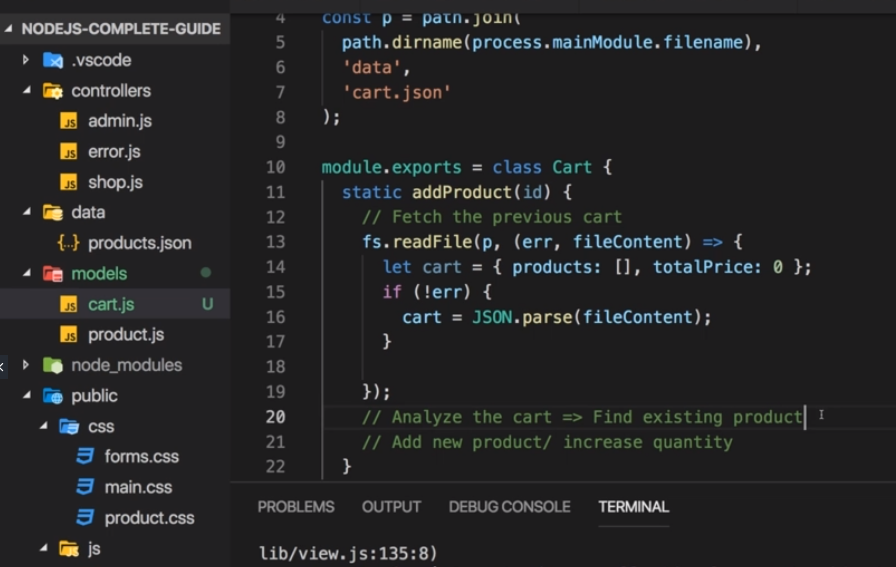 NODEJS-COMPLETE-GUIDE
.vscode
controllers
JS admin.js
JS error.js
JS shop.js
data
{..} products.json
models
JS cart.js U
JS product.js
node_modules
public
css
forms.css
main.css
product.css
js
4 const p = path.join(
5 path.dirname(process.mainModule.filename),
6 'data',
7 'cart.json'
8 );
9
10 module.exports = class Cart {
11 static addProduct(id) {
12 // Fetch the previous cart
13 fs.readFile(p, (err, fileContent) => {
14 let cart = { products: [], totalPrice: 0 };
15 if (!err) {
16 cart = JSON.parse(fileContent);
17 }
18
19 });
20 // Analyze the cart => Find existing product
21 // Add new product/ increase quantity
22 }
PROBLEMS OUTPUT DEBUG CONSOLE TERMINAL
lib/view.js:135:8)